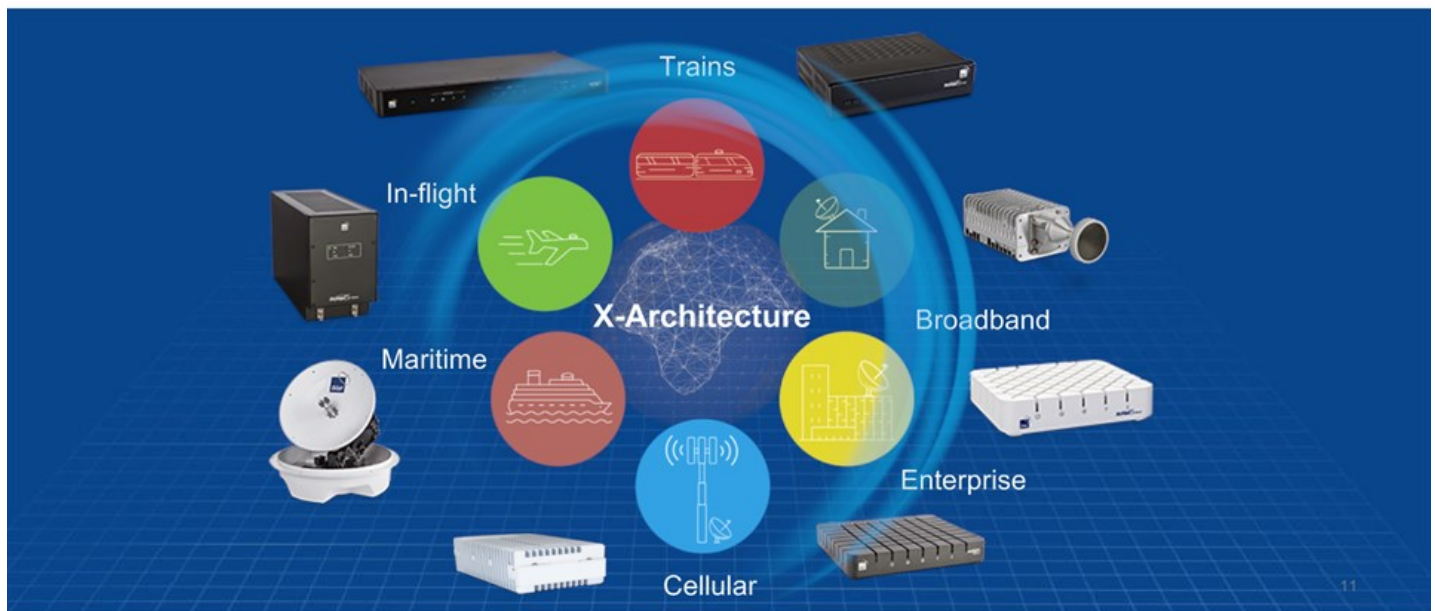 Trains
In-flight
X-Architecture
Broadband
Maritime
Enterprise
Cellular
11